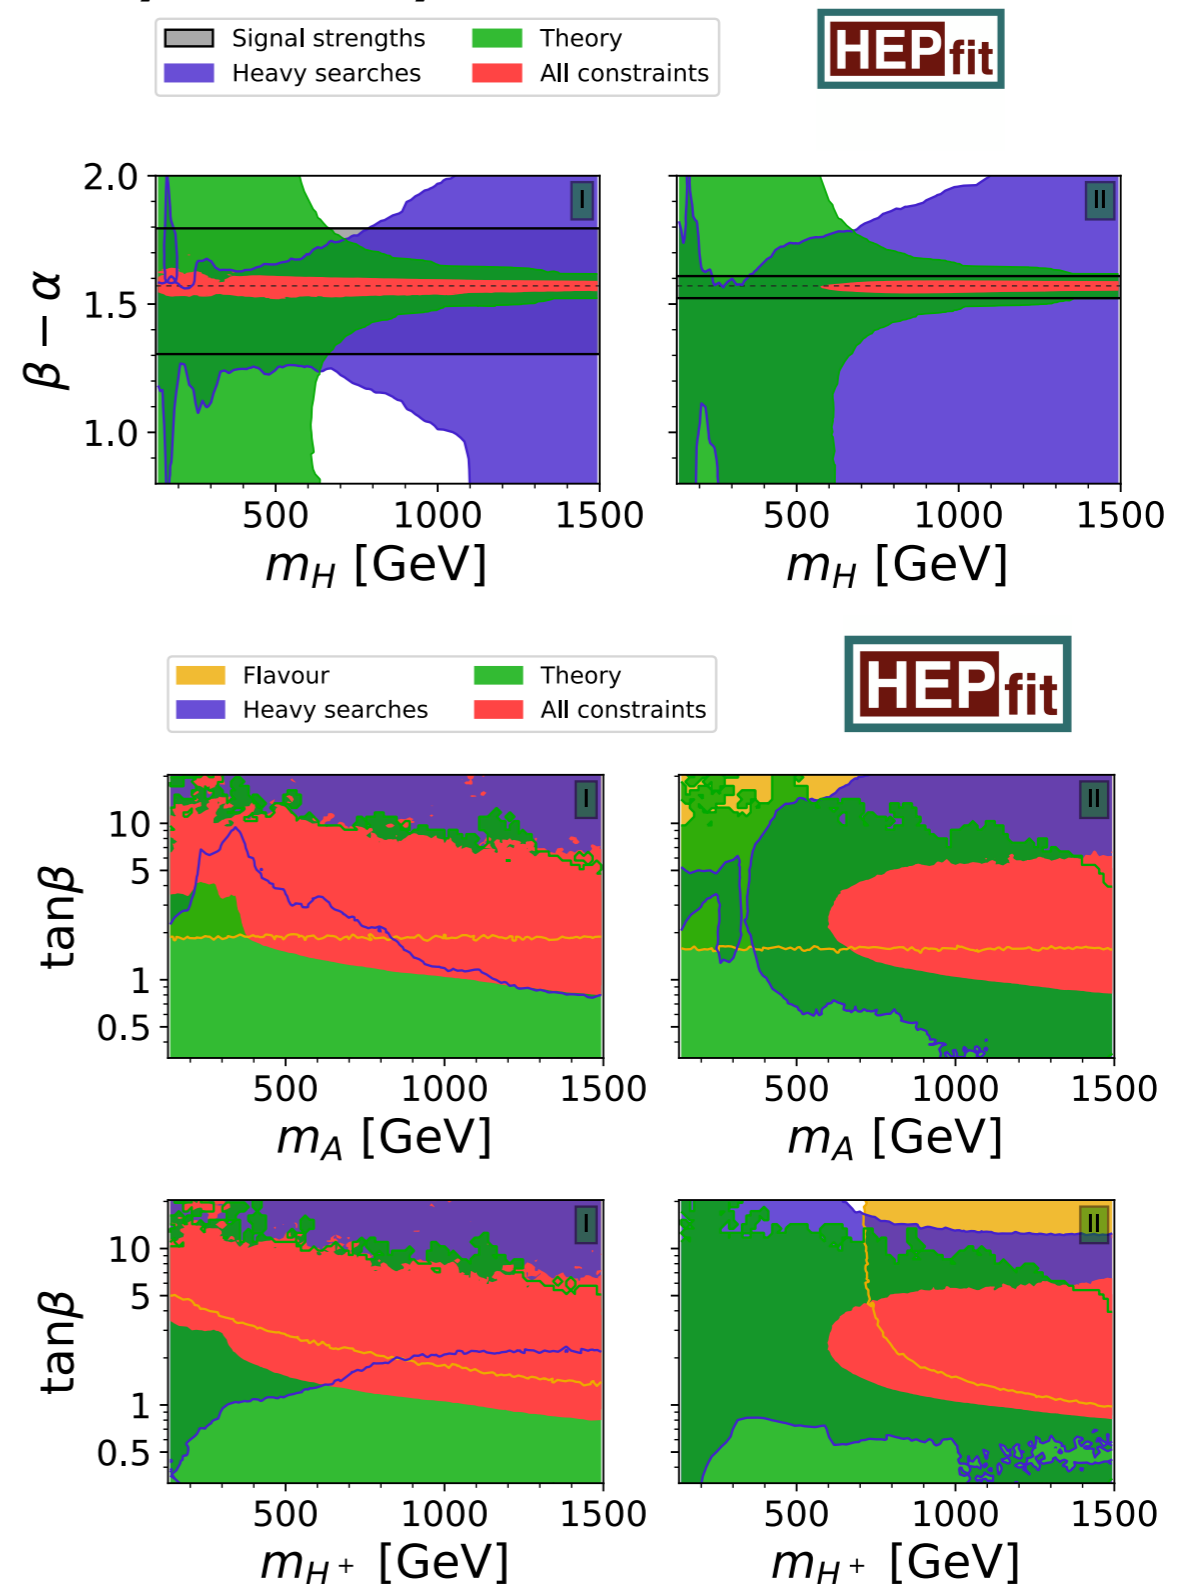 Signal strengths Theory
Heavy searches All constraints
HEPfit
I II
2.0
1.5
1.0
β − α
500 1000 1500 500 1000 1500
m_H [GeV] m_H [GeV]
Flavour Theory
Heavy searches All constraints
HEPfit
I II
10
5
1
0.5
tanβ
500 1000 1500 500 1000 1500
m_A [GeV] m_A [GeV]
I II
10
5
1
0.5
tanβ
500 1000 1500 500 1000 1500
m_H+ [GeV] m_H+ [GeV]